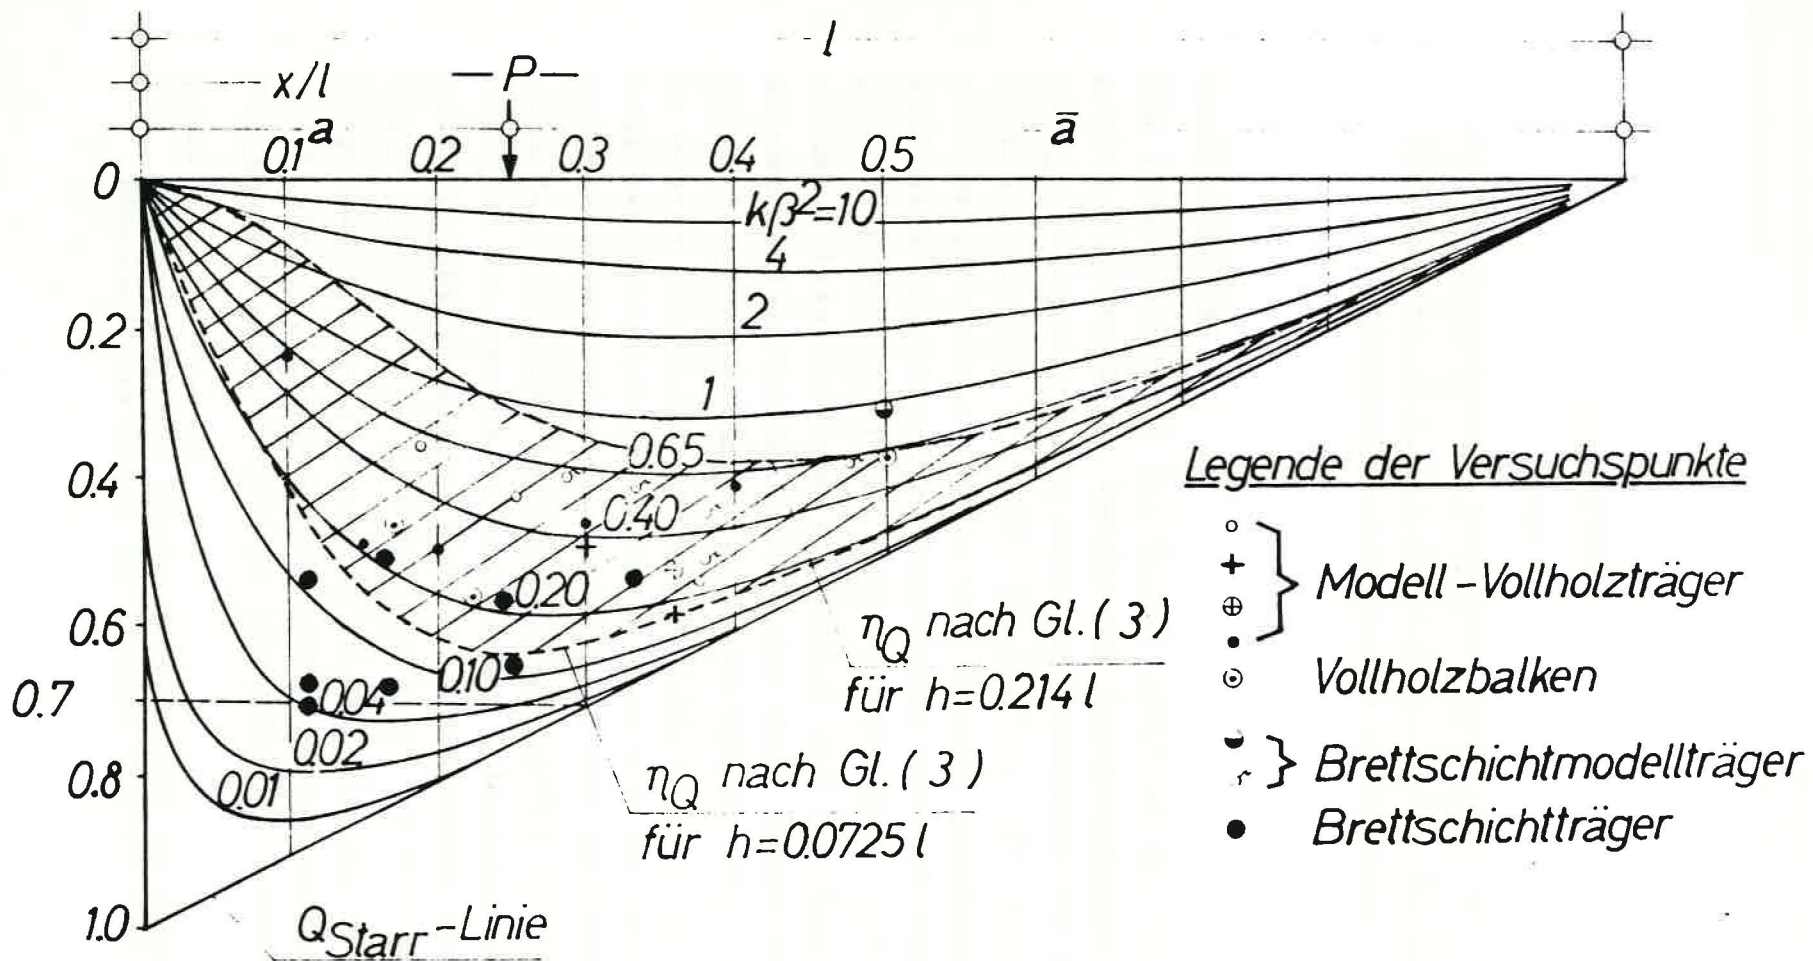 l
x/l
P
a
ā
0.1 0.2 0.3 0.4 0.5
0
kβ²=10
4
0.2
2
1
0.65
0.4
0.40
0.20
0.6
0.10
0.7
0.04
0.02
0.8
0.01
1.0
QStarr-Linie
ηQ nach Gl.(3)
für h=0.214 l
ηQ nach Gl.(3)
für h=0.0725 l
Legende der Versuchspunkte
Modell-Vollholzträger
Vollholzbalken
Brettschichtmodellträger
Brettschichtträger